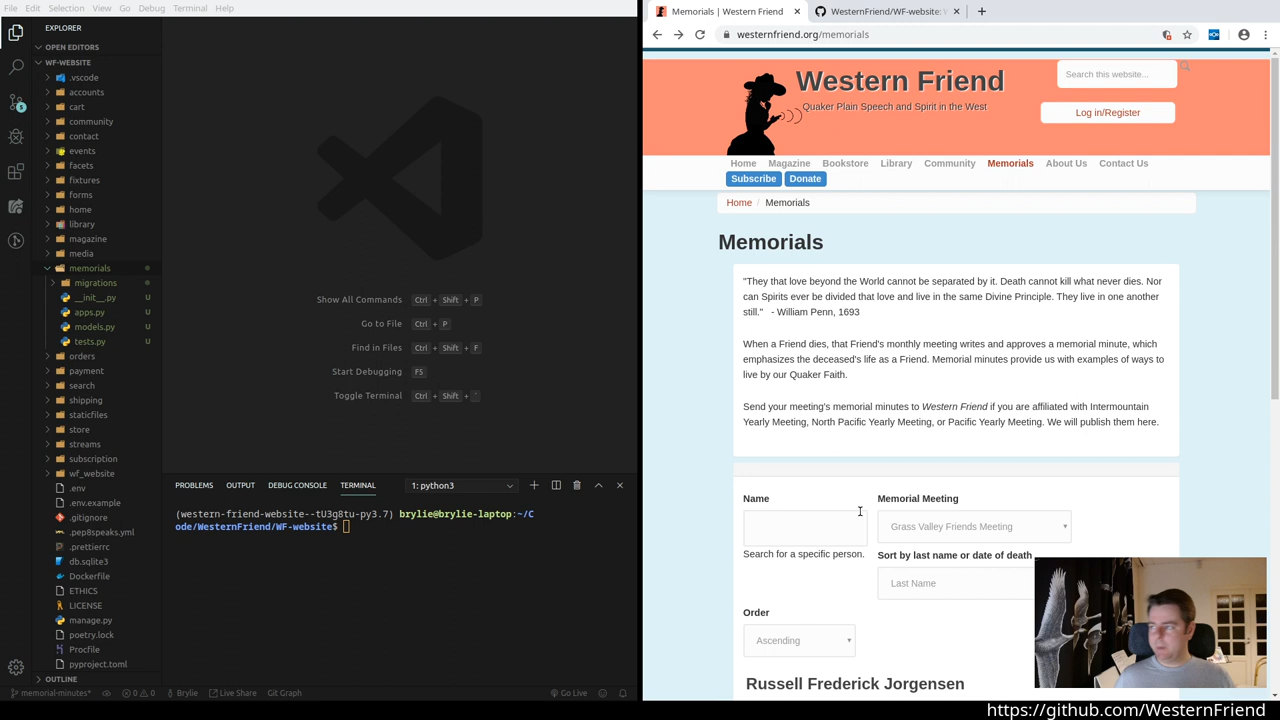 File Edit Selection View Go Debug Terminal Help
EXPLORER
OPEN EDITORS
WF-WEBSITE
.vscode
accounts
cart
community
contact
events
facets
fixtures
forms
home
library
magazine
media
memorials
migrations
__init__.py U
apps.py U
models.py U
tests.py U
orders
payment
search
shipping
staticfiles
store
streams
subscription
wf_website
.env
.env.example
.gitignore
.pep8speaks.yml
.prettierrc
db.sqlite3
Dockerfile
ETHICS
LICENSE
manage.py
poetry.lock
Procfile
pyproject.toml
OUTLINE
Show All Commands Ctrl + Shift + P
Go to File Ctrl + P
Find in Files Ctrl + Shift + F
Start Debugging F5
Toggle Terminal Ctrl + Shift + `
PROBLEMS OUTPUT DEBUG CONSOLE TERMINAL 1: python3
(western-friend-website--tU3g8tu-py3.7) brylie@brylie-laptop:~/C
ode/WesternFriend/WF-website$
memorial-minutes* 0 0 Brylie Live Share Git Graph Go Live
Memorials | Western Friend
WesternFriend/WF-website:
westernfriend.org/memorials
Western Friend
Quaker Plain Speech and Spirit in the West
Search this website...
Log in/Register
Home Magazine Bookstore Library Community Memorials About Us Contact Us
Subscribe Donate
Home / Memorials
Memorials
"They that love beyond the World cannot be separated by it. Death cannot kill what never dies. Nor
can Spirits ever be divided that love and live in the same Divine Principle. They live in one another
still." - William Penn, 1693
When a Friend dies, that Friend's monthly meeting writes and approves a memorial minute, which
emphasizes the deceased's life as a Friend. Memorial minutes provide us with examples of ways to
live by our Quaker Faith.
Send your meeting's memorial minutes to Western Friend if you are affiliated with Intermountain
Yearly Meeting, North Pacific Yearly Meeting, or Pacific Yearly Meeting. We will publish them here.
Name
Search for a specific person.
Memorial Meeting
Grass Valley Friends Meeting
Sort by last name or date of death
Last Name
Order
Ascending
Russell Frederick Jorgensen
https://github.com/WesternFriend